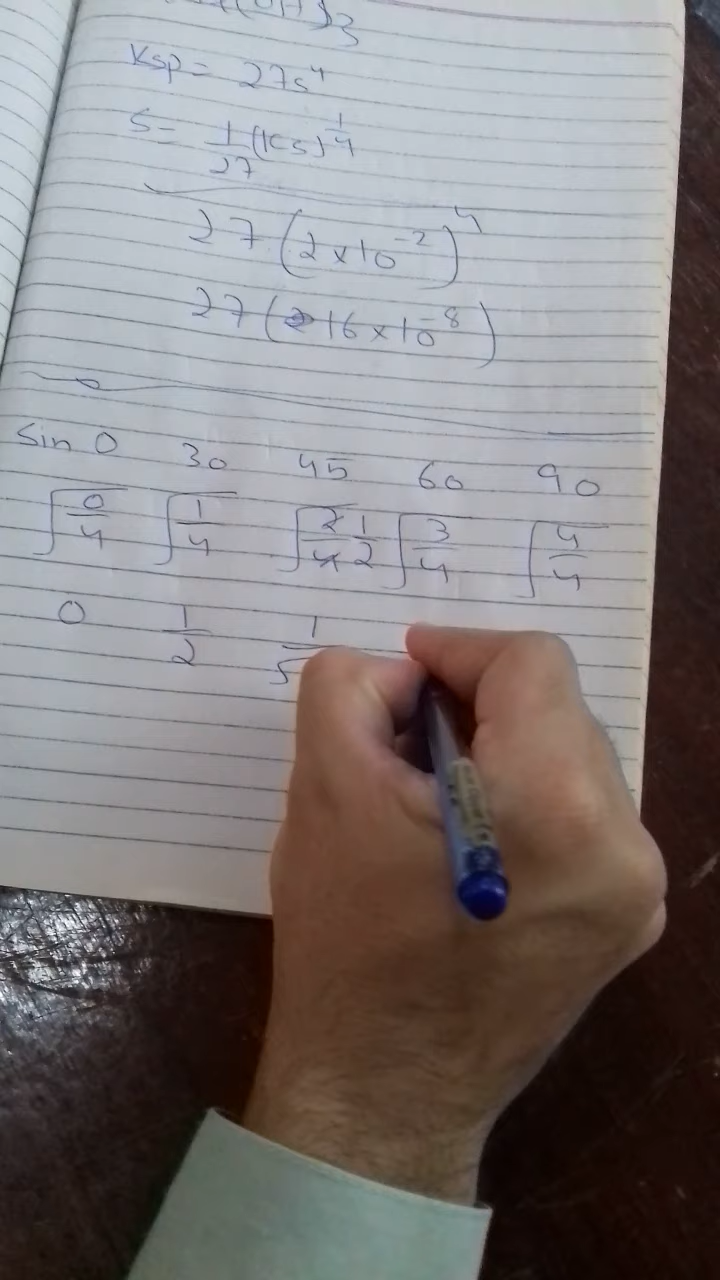 (OH)3
Ksp = 27s⁴
S = 1/27 (Ks)^1/4
27 (2 × 10⁻²)⁴
27 (16 × 10⁻⁸)
Sin 0 30 45 60 90
√0/4 √1/4 √2/4 1/2 √3/4 √4/4
0 1/2 1/√